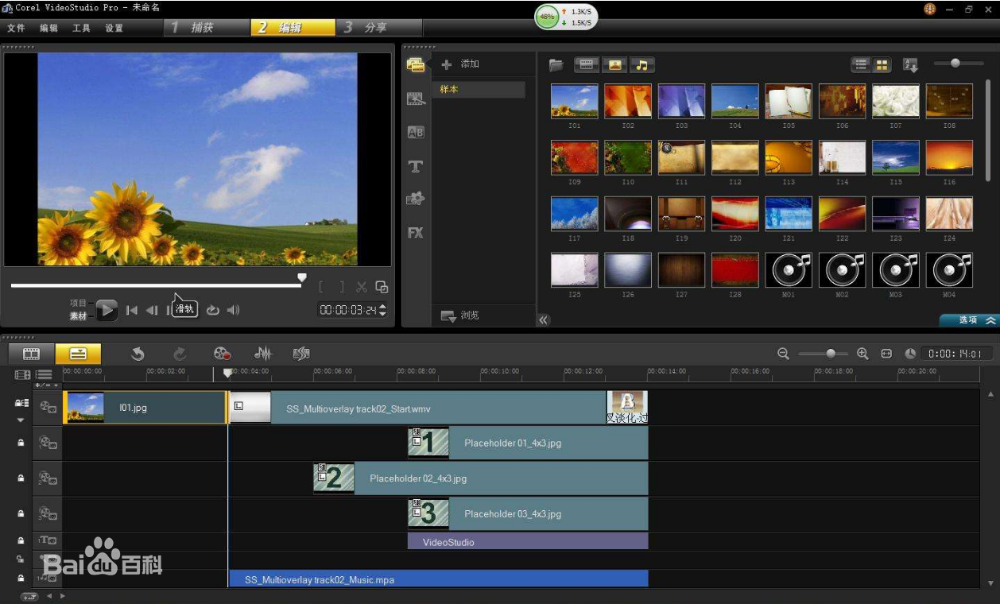 Corel VideoStudio Pro - 未命名
文件 编辑 工具 设置
1 捕获 2 编辑 3 分享
48% 1.3K/S
1.5K/S
添加
样本
AB
T
FX
I01 I02 I03 I04 I05 I06 I07 I08
I09 I10 I11 I12 I13 I14 I15 I16
I17 I18 I19 I20 I21 I22 I23 I24
I25 I26 I27 I28 M01 M02 M03 M04
项目
素材
滑轨
00:00:03:24
浏览
选项
0:00:14:01
00:00:00:00 00:00:02:00 00:00:04:00 00:00:06:00 00:00:08:00 00:00:10:00 00:00:12:00 00:00:14:00 00:00:16:00 00:00:18:00 00:00:20:00
I01.jpg
SS_Multioverlay track02_Start.wmv
B
叉淡化-过
1 Placeholder 01_4x3.jpg
2 Placeholder 02_4x3.jpg
3 Placeholder 03_4x3.jpg
VideoStudio
Bai du 百科
SS_Multioverlay track02_Music.mpa